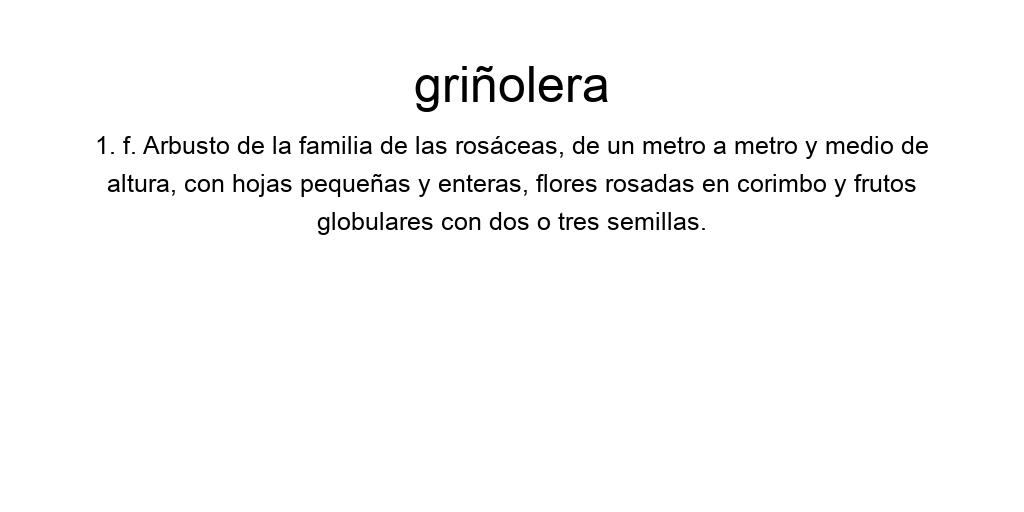 griñolera
1. f. Arbusto de la familia de las rosáceas, de un metro a metro y medio de
altura, con hojas pequeñas y enteras, flores rosadas en corimbo y frutos
globulares con dos o tres semillas.